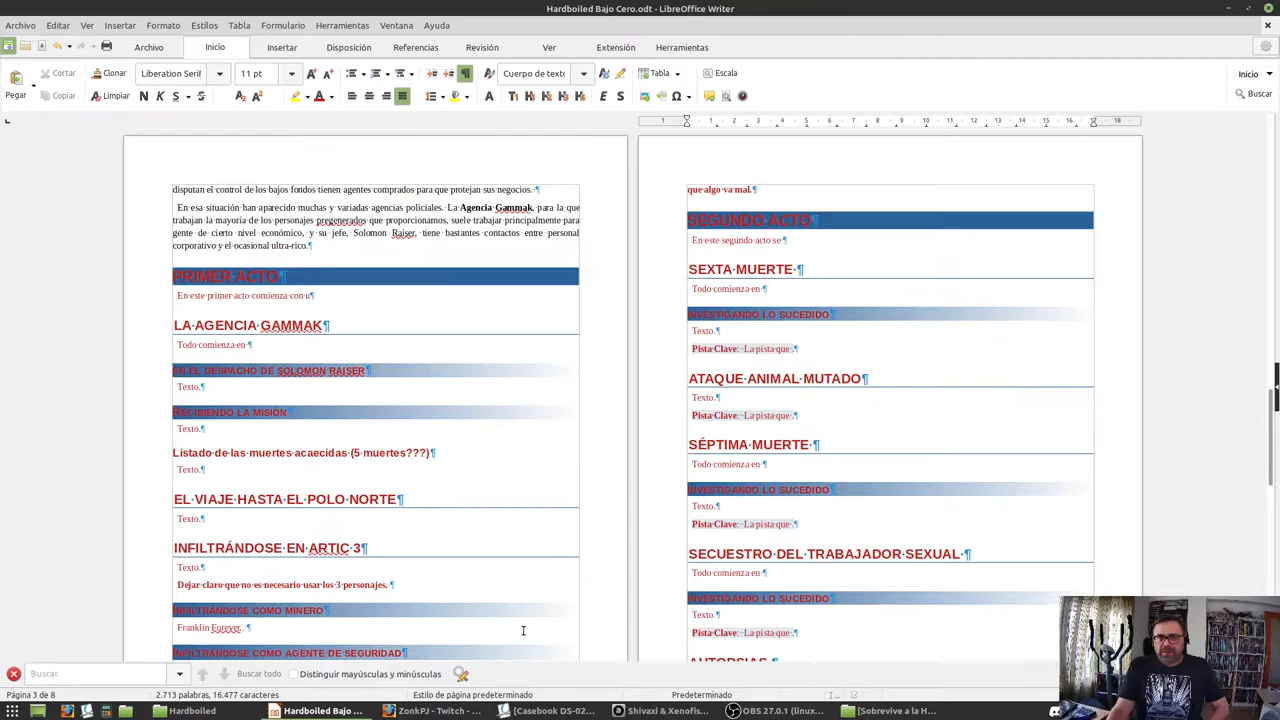 Hardboiled Bajo Cero.odt - LibreOffice Writer
Archivo Editar Ver Insertar Formato Estilos Tabla Formulario Herramientas Ventana Ayuda
Archivo Inicio Insertar Disposición Referencias Revisión Ver Extensión Herramientas
Cortar Clonar Liberation Serif 11 pt Cuerpo de texto Tabla Escala Inicio
Pegar Copiar Limpiar Buscar
disputan el control de los bajos fondos tienen agentes comprados para que protejan sus negocios. ¶
En esa situación han aparecido muchas y variadas agencias policiales. La Agencia Gammak, para la que
trabajan la mayoría de los personajes pregenerados que proporcionamos, suele trabajar principalmente para
gente de cierto nivel económico, y su jefe, Solomon Raiser, tiene bastantes contactos entre personal
corporativo y el ocasional ultra-rico.¶
PRIMER ACTO¶
En este primer acto comienza con u¶
LA AGENCIA GAMMAK¶
Todo comienza en ¶
EN EL DESPACHO DE SOLOMON RAISER¶
Texto.¶
RECIBIENDO LA MISIÓN¶
Texto.¶
Listado de las muertes acaecidas (5 muertes???)¶
Texto.¶
EL VIAJE HASTA EL POLO NORTE¶
Texto.¶
INFILTRÁNDOSE EN ARTIC 3¶
Texto.¶
Dejar claro que no es necesario usar los 3 personajes. ¶
INFILTRÁNDOSE COMO MINERO¶
Franklin Forever.. ¶
INFILTRÁNDOSE COMO AGENTE DE SEGURIDAD¶
que algo va mal.¶
SEGUNDO ACTO¶
En este segundo acto se ¶
SEXTA MUERTE ¶
Todo comienza en ¶
INVESTIGANDO LO SUCEDIDO¶
Texto.¶
Pista Clave: La pista que .¶
ATAQUE ANIMAL MUTADO¶
Texto.¶
Pista Clave: La pista que .¶
SÉPTIMA MUERTE ¶
Todo comienza en ¶
INVESTIGANDO LO SUCEDIDO¶
Texto.¶
Pista Clave: La pista que .¶
SECUESTRO DEL TRABAJADOR SEXUAL ¶
Todo comienza en ¶
INVESTIGANDO LO SUCEDIDO¶
Texto.¶
Pista Clave: La pista que .¶
AUTOPSIAS ¶
Buscar Buscar todo Distinguir mayúsculas y minúsculas
Página 3 de 8 2.713 palabras, 16.477 caracteres Estilo de página predeterminado Predeterminado
Hardboiled Hardboiled Bajo ... ZonkPJ - Twitch - ... [Casebook DS-02... Shivaxi & Xenofis... OBS 27.0.1 (linux... [Sobrevive a la H...